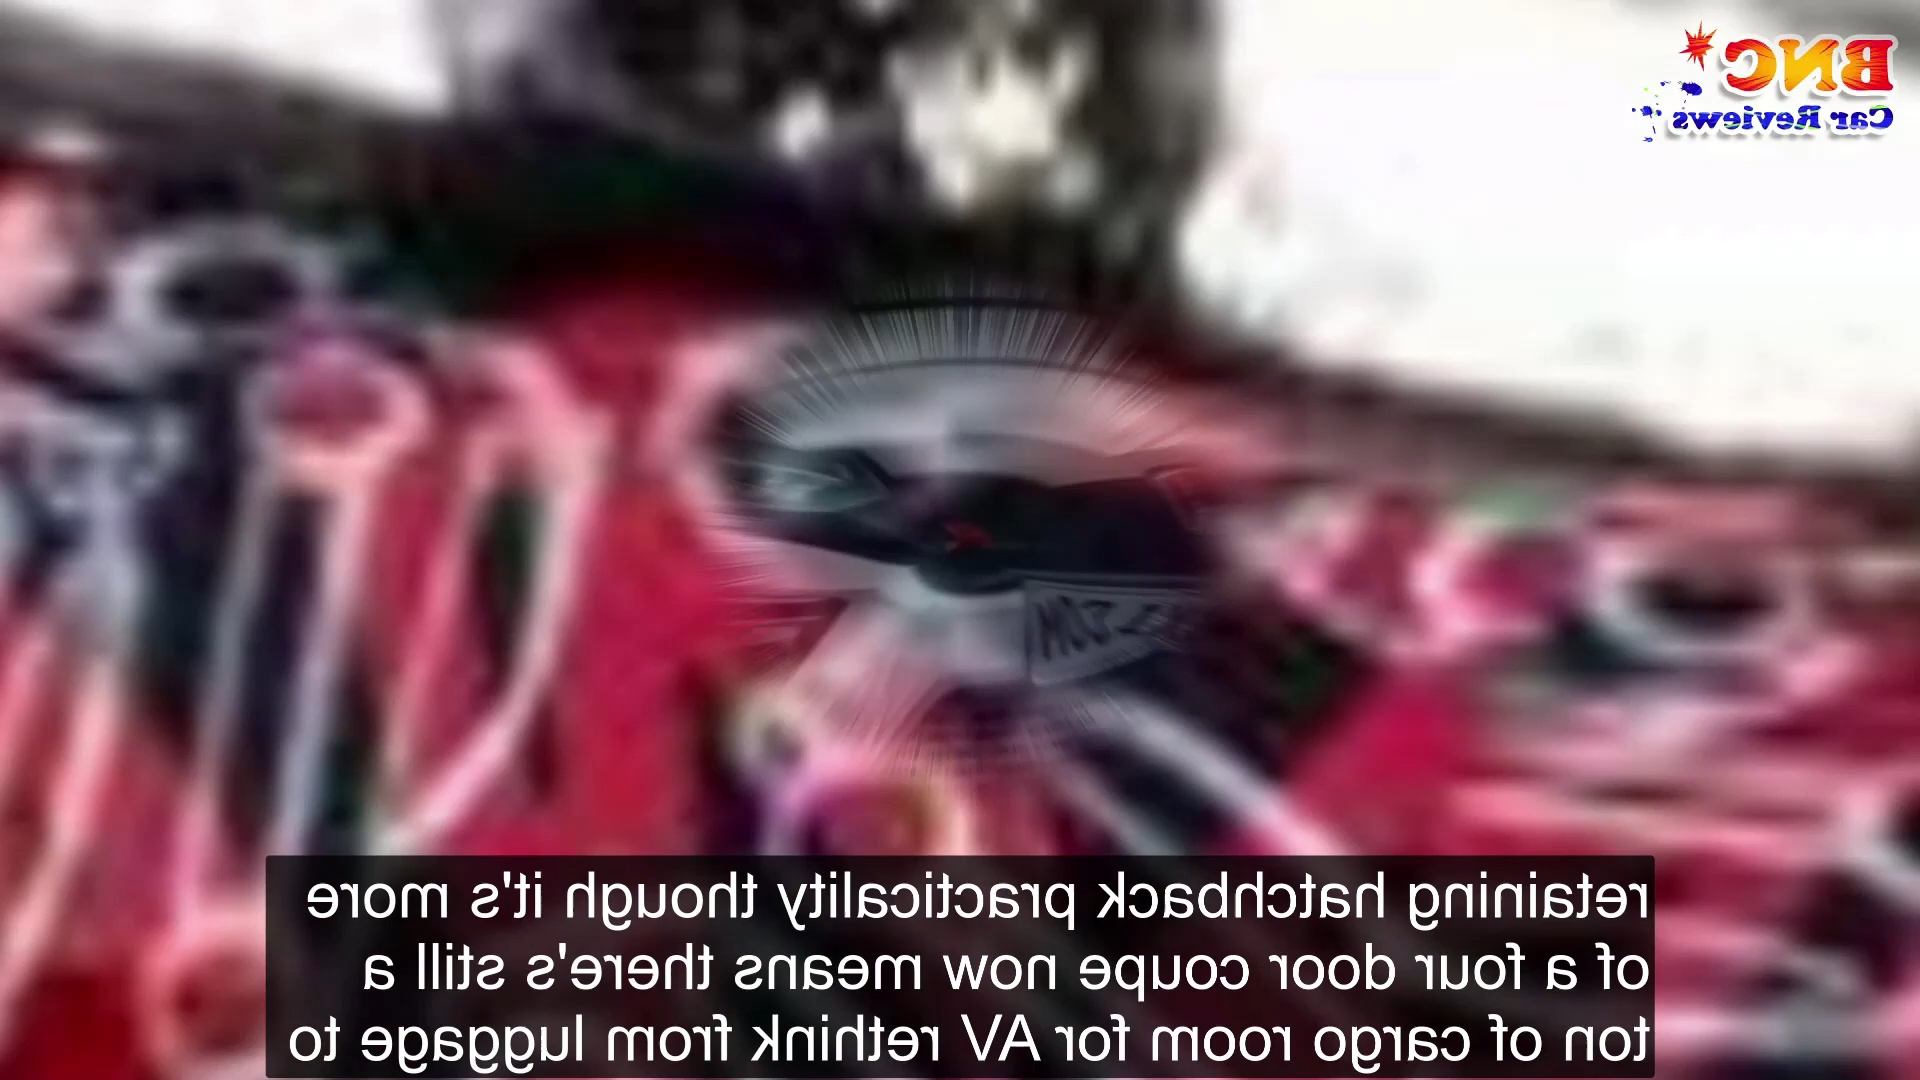 BNC
Car Reviews
retaining hatchback practicality though it's more
of a four door coupe now means there's still a
ton of cargo room for AV rethink from luggage to